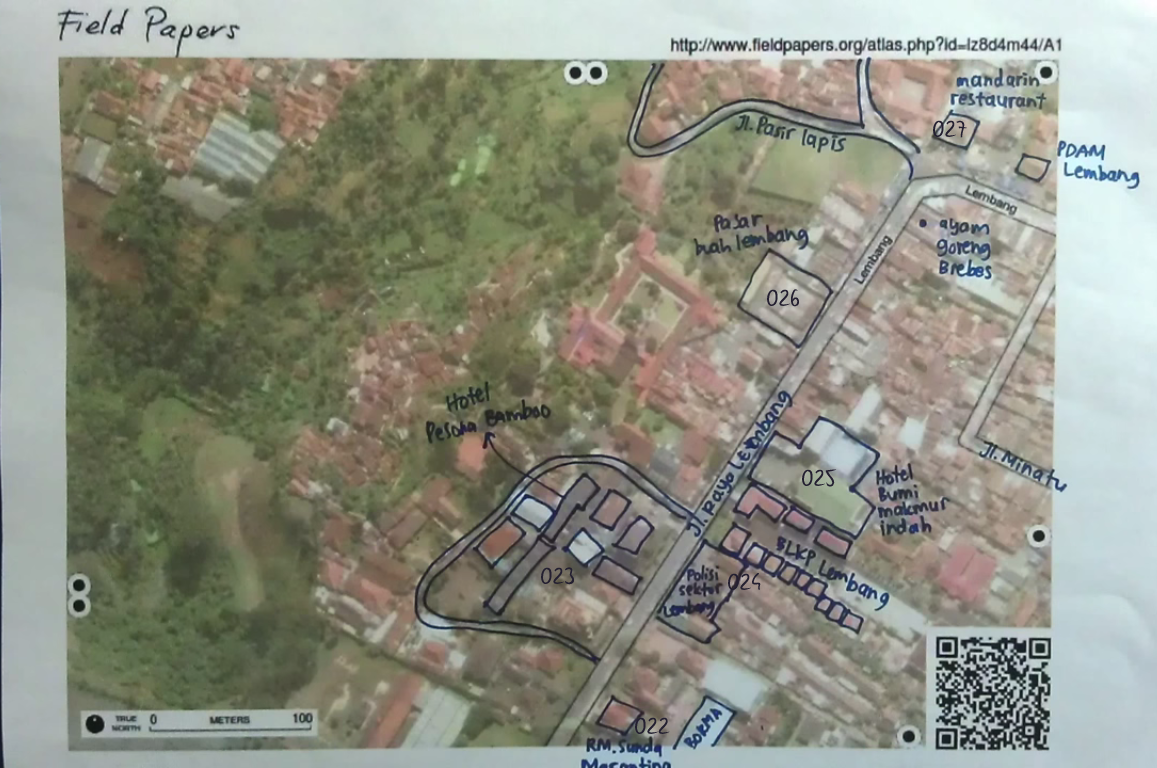 Field Papers
http://www.fieldpapers.org/atlas.php?id=lz8d4m44/A1
mandarin
restaurant
027
Jl. Pasir lapis
PDAM
Lembang
Lembang
Pasar
buah lembang
026
Lembang
ayam
goreng
Brebes
Hotel
Pesona Bamboo
Jl. Raya Lembang
Jl. Minatu
025
Hotel
Bumi
makmur
indah
BLKP Lembang
023
Polisi
sektor
Lembang
024
022
RM. Sunda
BORMA
TRUE
NORTH
0 METERS 100